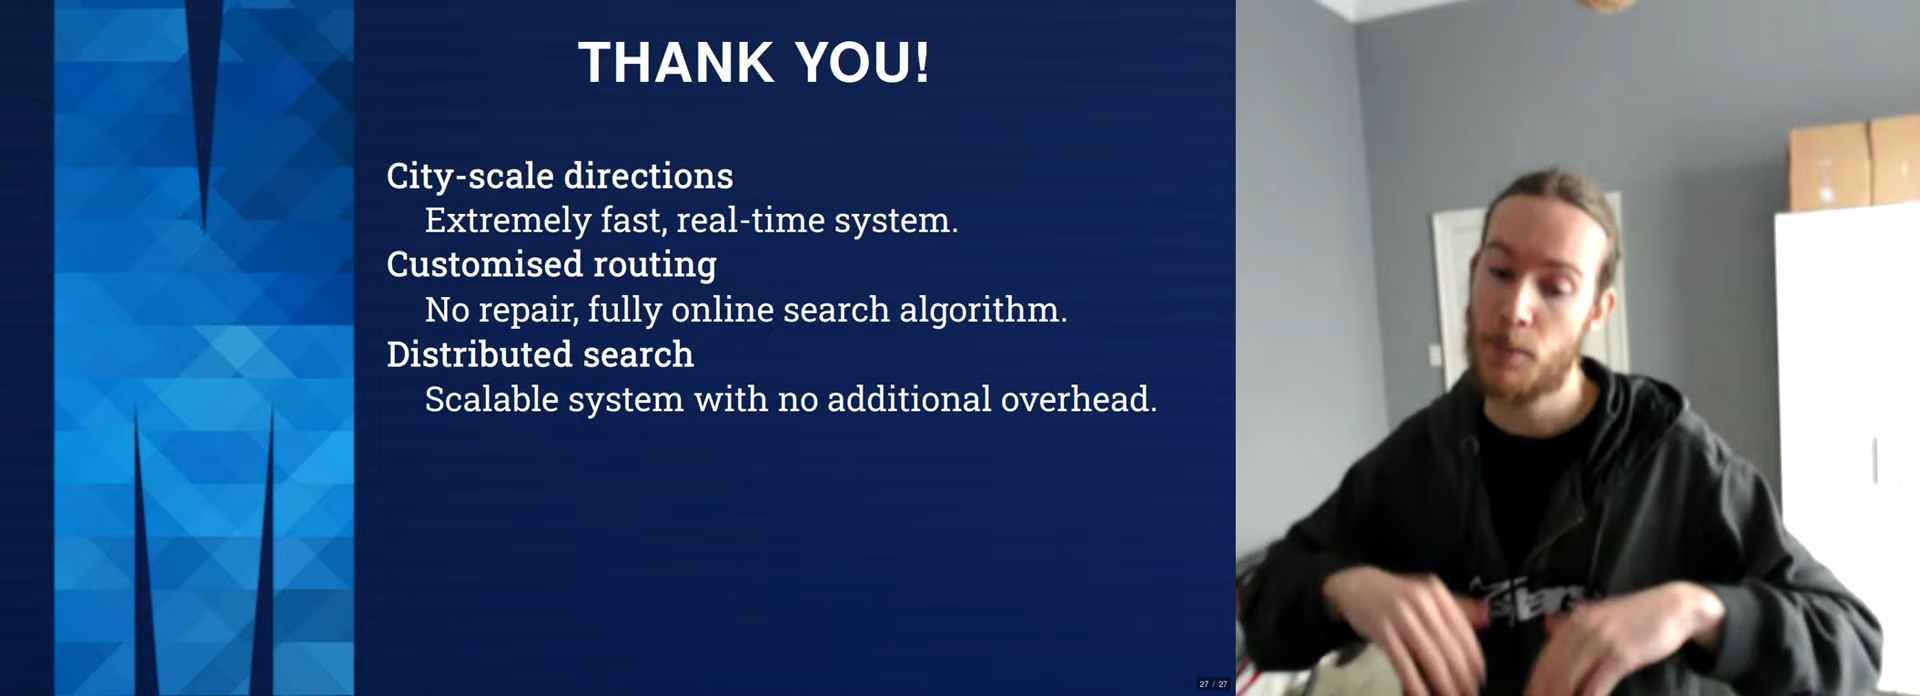 THANK YOU!
City-scale directions
Extremely fast, real-time system.
Customised routing
No repair, fully online search algorithm.
Distributed search
Scalable system with no additional overhead.
27 / 27